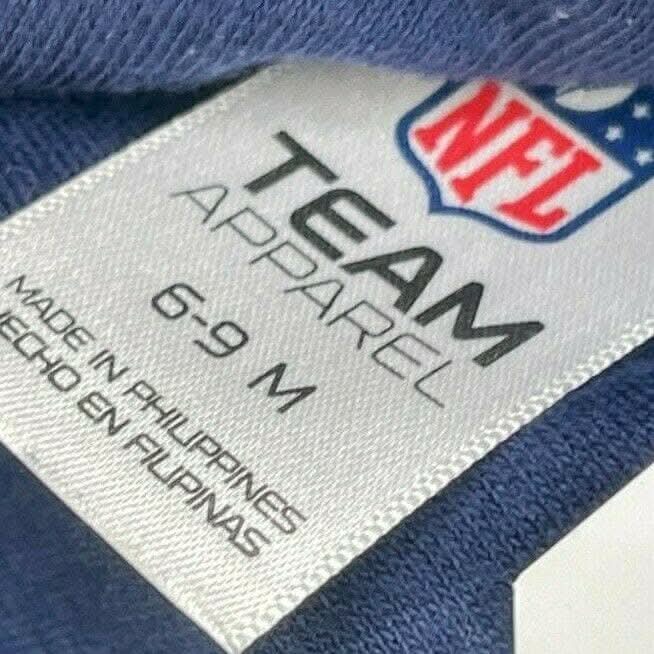 NFL
TEAM
APPAREL
6-9 M
MADE IN PHILIPPINES
HECHO EN FILIPINAS